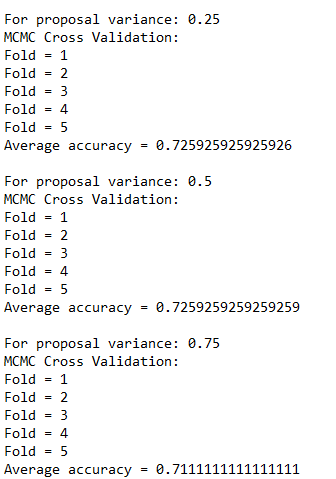 For proposal variance: 0.25
MCMC Cross Validation:
Fold = 1
Fold = 2
Fold = 3
Fold = 4
Fold = 5
Average accuracy = 0.725925925925926
For proposal variance: 0.5
MCMC Cross Validation:
Fold = 1
Fold = 2
Fold = 3
Fold = 4
Fold = 5
Average accuracy = 0.7259259259259259
For proposal variance: 0.75
MCMC Cross Validation:
Fold = 1
Fold = 2
Fold = 3
Fold = 4
Fold = 5
Average accuracy = 0.7111111111111111